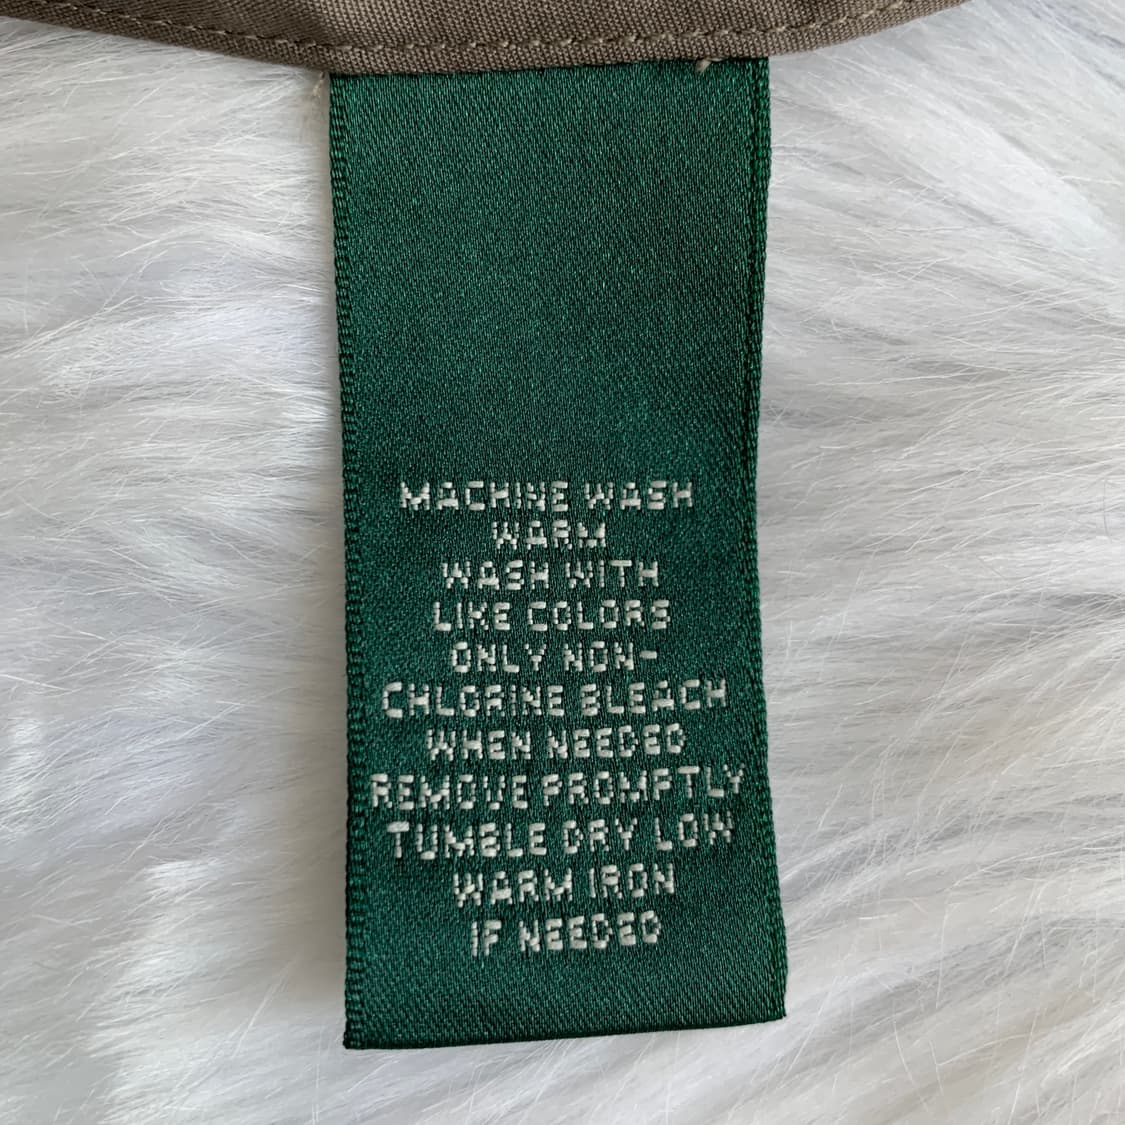 MACHINE WASH
WARM
WASH WITH
LIKE COLORS
ONLY NON-
CHLORINE BLEACH
WHEN NEEDED
REMOVE PROMPTLY
TUMBLE DRY LOW
WARM IRON
IF NEEDED